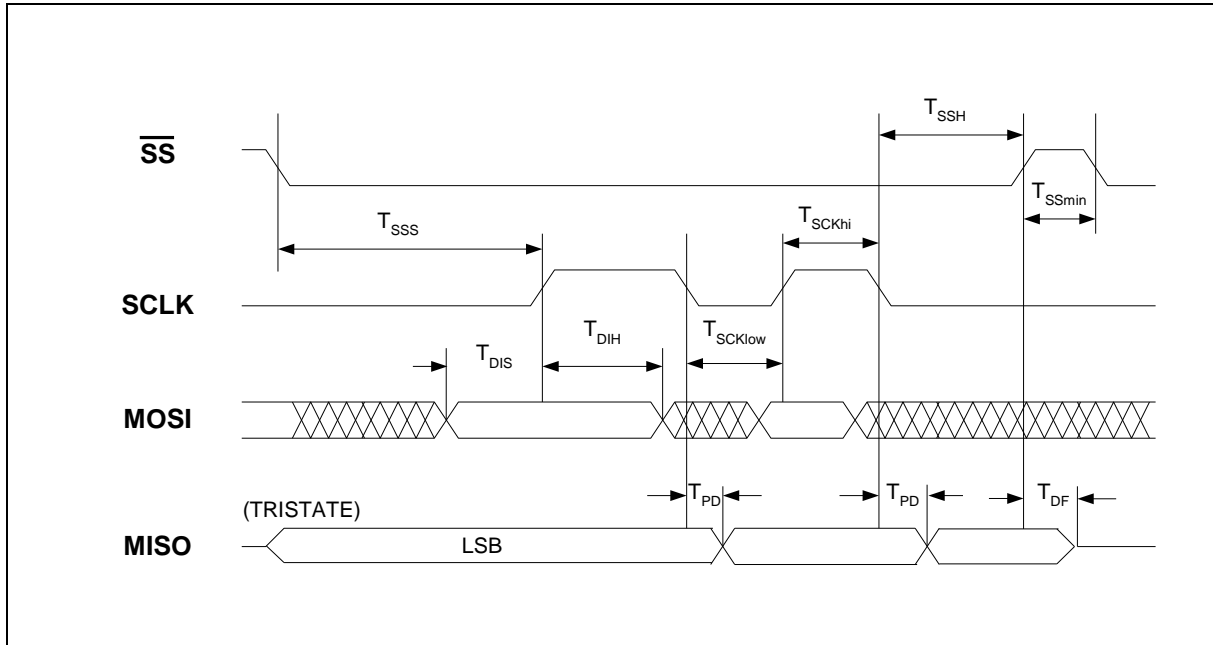 T_SSH
SS
T_SSmin
T_SCKhi
T_SSS
SCLK
T_DIH
T_SCKlow
T_DIS
MOSI
T_PD
T_PD
T_DF
(TRISTATE)
MISO
LSB